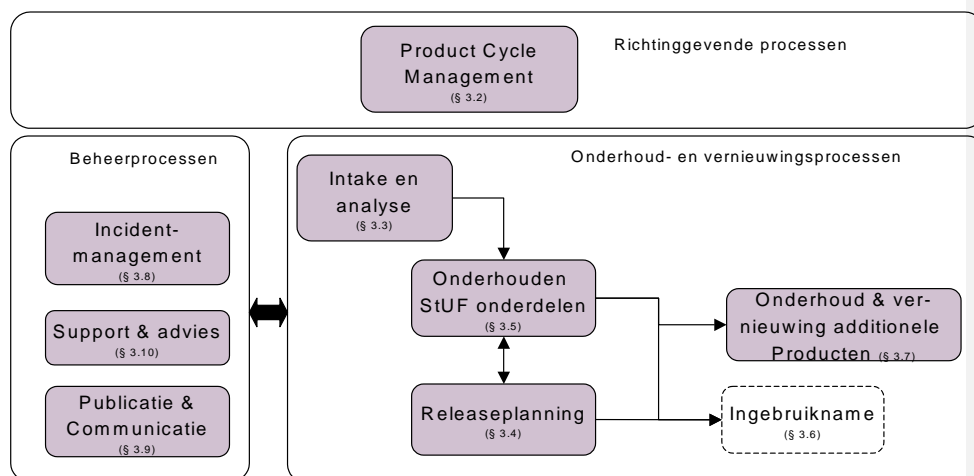 Product Cycle
Management
(§ 3.2)
Richtinggevende processen
Beheerprocessen
Incident-
management
(§ 3.8)
Support & advies
(§ 3.10)
Publicatie &
Communicatie
(§ 3.9)
Onderhoud- en vernieuwingsprocessen
Intake en
analyse
(§ 3.3)
Onderhouden
StUF onderdelen
(§ 3.5)
Onderhoud & ver-
nieuwing additionele
Producten (§ 3.7)
Releaseplanning
(§ 3.4)
Ingebruikname
(§ 3.6)